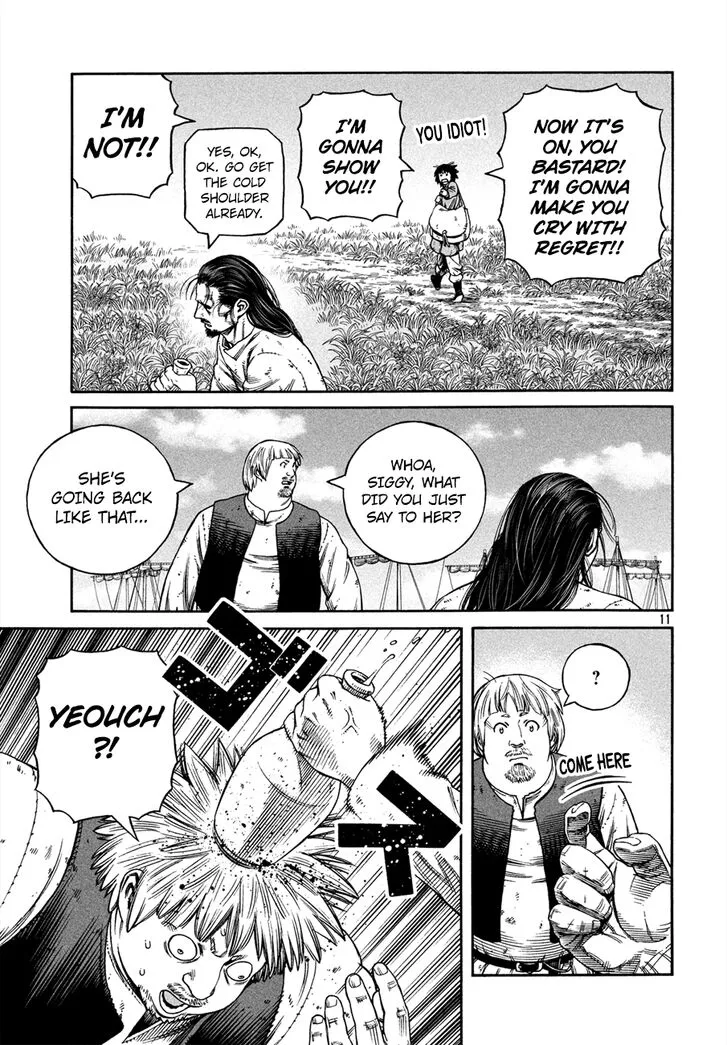 NOW IT'S
ON, YOU
BASTARD!
I'M GONNA
MAKE YOU
CRY WITH
REGRET!!
YOU IDIOT!
I'M
GONNA
SHOW
YOU!!
YES, OK,
OK. GO GET
THE COLD
SHOULDER
ALREADY.
I'M
NOT!!
WHOA,
SIGGY, WHAT
DID YOU JUST
SAY TO HER?
SHE'S
GOING BACK
LIKE THAT...
11
?
COME HERE
ゴッ
YEOUCH
?!